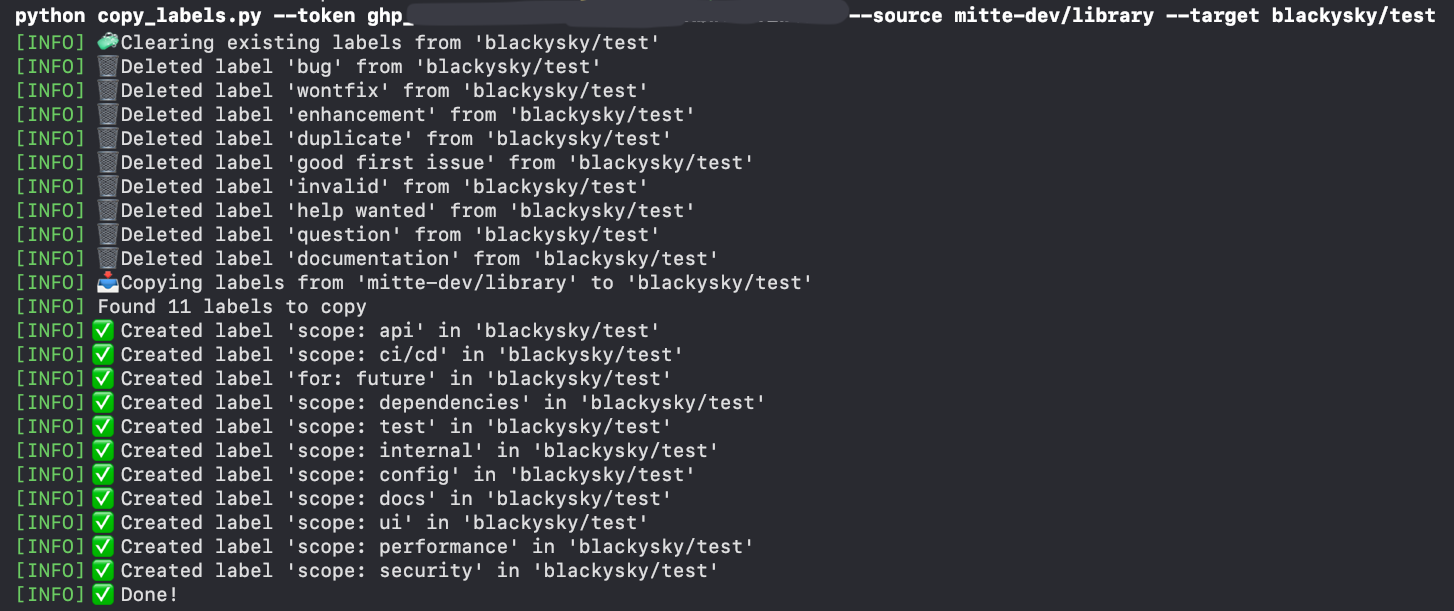 python copy_labels.py --token ghp_ --source mitte-dev/library --target blackysky/test
[INFO] 🧼Clearing existing labels from 'blackysky/test'
[INFO] 🗑️Deleted label 'bug' from 'blackysky/test'
[INFO] 🗑️Deleted label 'wontfix' from 'blackysky/test'
[INFO] 🗑️Deleted label 'enhancement' from 'blackysky/test'
[INFO] 🗑️Deleted label 'duplicate' from 'blackysky/test'
[INFO] 🗑️Deleted label 'good first issue' from 'blackysky/test'
[INFO] 🗑️Deleted label 'invalid' from 'blackysky/test'
[INFO] 🗑️Deleted label 'help wanted' from 'blackysky/test'
[INFO] 🗑️Deleted label 'question' from 'blackysky/test'
[INFO] 🗑️Deleted label 'documentation' from 'blackysky/test'
[INFO] 📥Copying labels from 'mitte-dev/library' to 'blackysky/test'
[INFO] Found 11 labels to copy
[INFO] ✅ Created label 'scope: api' in 'blackysky/test'
[INFO] ✅ Created label 'scope: ci/cd' in 'blackysky/test'
[INFO] ✅ Created label 'for: future' in 'blackysky/test'
[INFO] ✅ Created label 'scope: dependencies' in 'blackysky/test'
[INFO] ✅ Created label 'scope: test' in 'blackysky/test'
[INFO] ✅ Created label 'scope: internal' in 'blackysky/test'
[INFO] ✅ Created label 'scope: config' in 'blackysky/test'
[INFO] ✅ Created label 'scope: docs' in 'blackysky/test'
[INFO] ✅ Created label 'scope: ui' in 'blackysky/test'
[INFO] ✅ Created label 'scope: performance' in 'blackysky/test'
[INFO] ✅ Created label 'scope: security' in 'blackysky/test'
[INFO] ✅ Done!